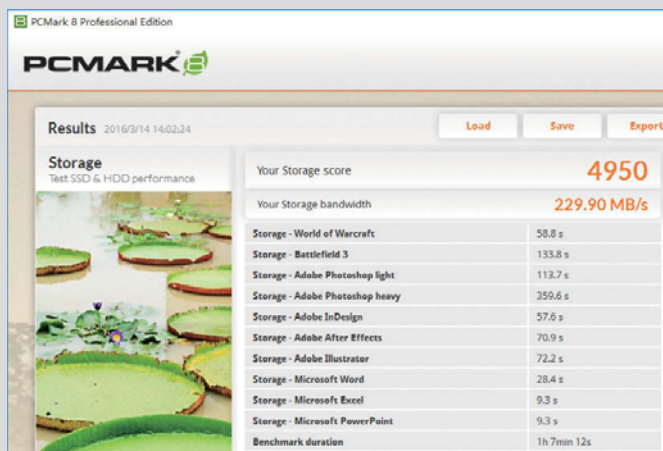 PCMark 8 Professional Edition
PCMARK® 8
Results 2016/3/14 14:02:24
Load Save Export
Storage
Test SSD & HDD performance
Your Storage score 4950
Your Storage bandwidth 229.90 MB/s
Storage - World of Warcraft 58.8 s
Storage - Battlefield 3 133.8 s
Storage - Adobe Photoshop light 113.7 s
Storage - Adobe Photoshop heavy 359.6 s
Storage - Adobe InDesign 57.6 s
Storage - Adobe After Effects 70.9 s
Storage - Adobe Illustrator 72.2 s
Storage - Microsoft Word 28.4 s
Storage - Microsoft Excel 9.3 s
Storage - Microsoft PowerPoint 9.3 s
Benchmark duration 1h 7min 12s